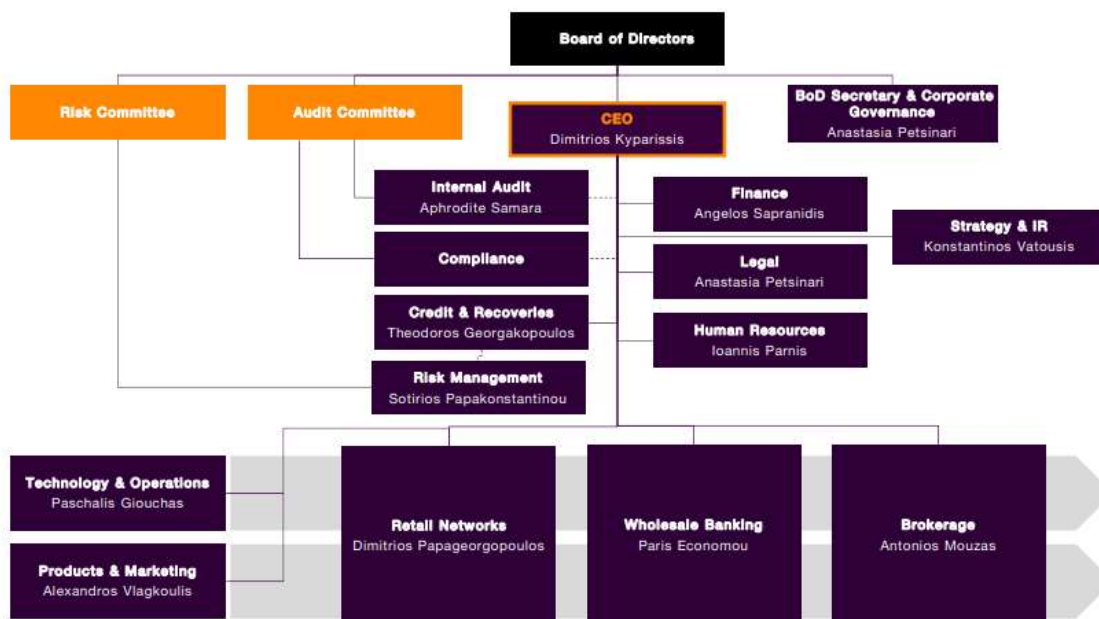 Board of Directors
Risk Committee
Audit Committee
CEO
Dimitrios Kyparissis
BoD Secretary & Corporate
Governance
Anastasia Petsinari
Internal Audit
Aphrodite Samara
Finance
Angelos Sapranidis
Strategy & IR
Konstantinos Vatousis
Compliance
Legal
Anastasia Petsinari
Credit & Recoveries
Theodoros Georgakopoulos
Human Resources
Ioannis Parnis
Risk Management
Sotirios Papakonstantinou
Technology & Operations
Paschalis Giouchas
Retail Networks
Dimitrios Papageorgopoulos
Wholesale Banking
Paris Economou
Brokerage
Antonios Mouzas
Products & Marketing
Alexandros Vlagkoulis